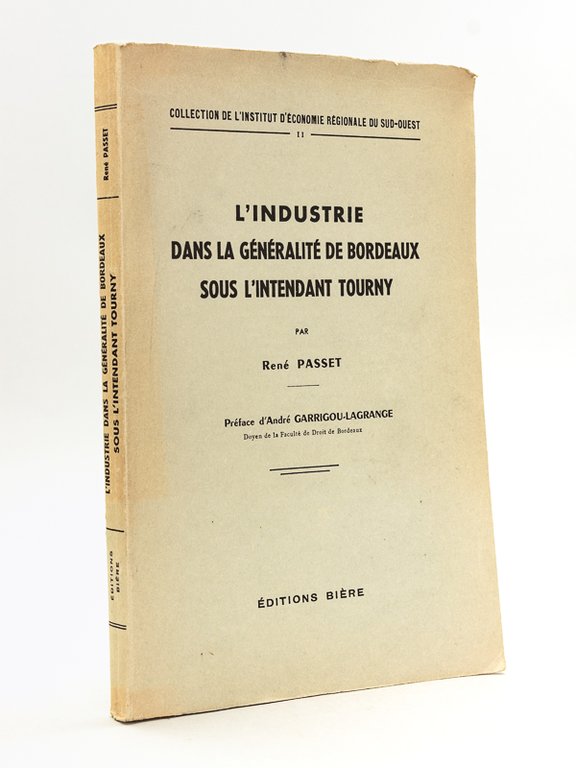 COLLECTION DE L'INSTITUT D'ÉCONOMIE RÉGIONALE DU SUD-OUEST
II
L'INDUSTRIE
DANS LA GÉNÉRALITÉ DE BORDEAUX
SOUS L'INTENDANT TOURNY
PAR
René PASSET
Préface d'André GARRIGOU-LAGRANGE
Doyen de la Faculté de Droit de Bordeaux
ÉDITIONS BIÈRE
René PASSET
L'INDUSTRIE DANS LA GÉNÉRALITÉ DE BORDEAUX
SOUS L'INTENDANT TOURNY
ÉDITIONS
BIÈRE